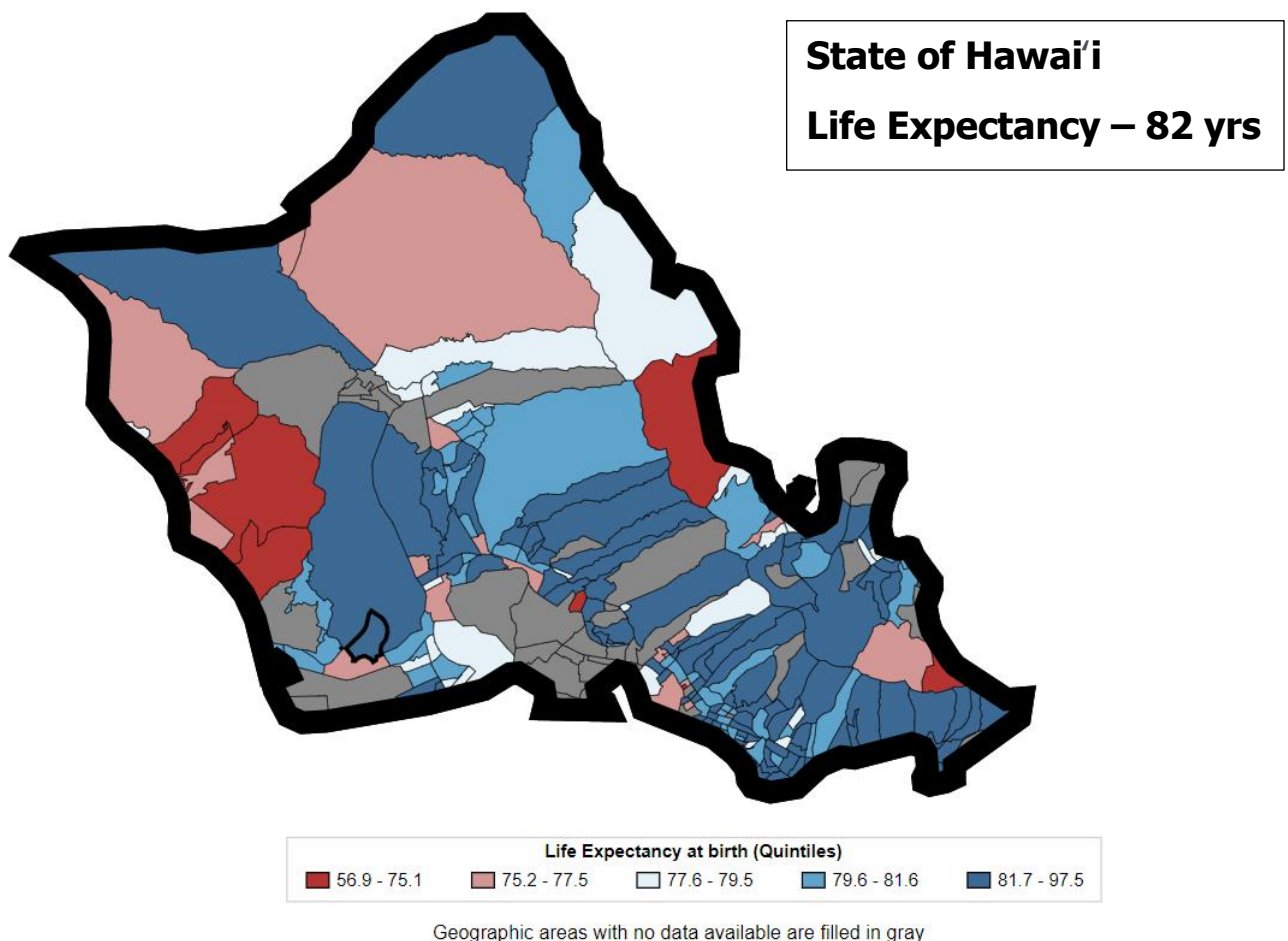 State of Hawaiʻi
Life Expectancy – 82 yrs
Life Expectancy at birth (Quintiles)
56.9 - 75.1 75.2 - 77.5 77.6 - 79.5 79.6 - 81.6 81.7 - 97.5
Geographic areas with no data available are filled in gray